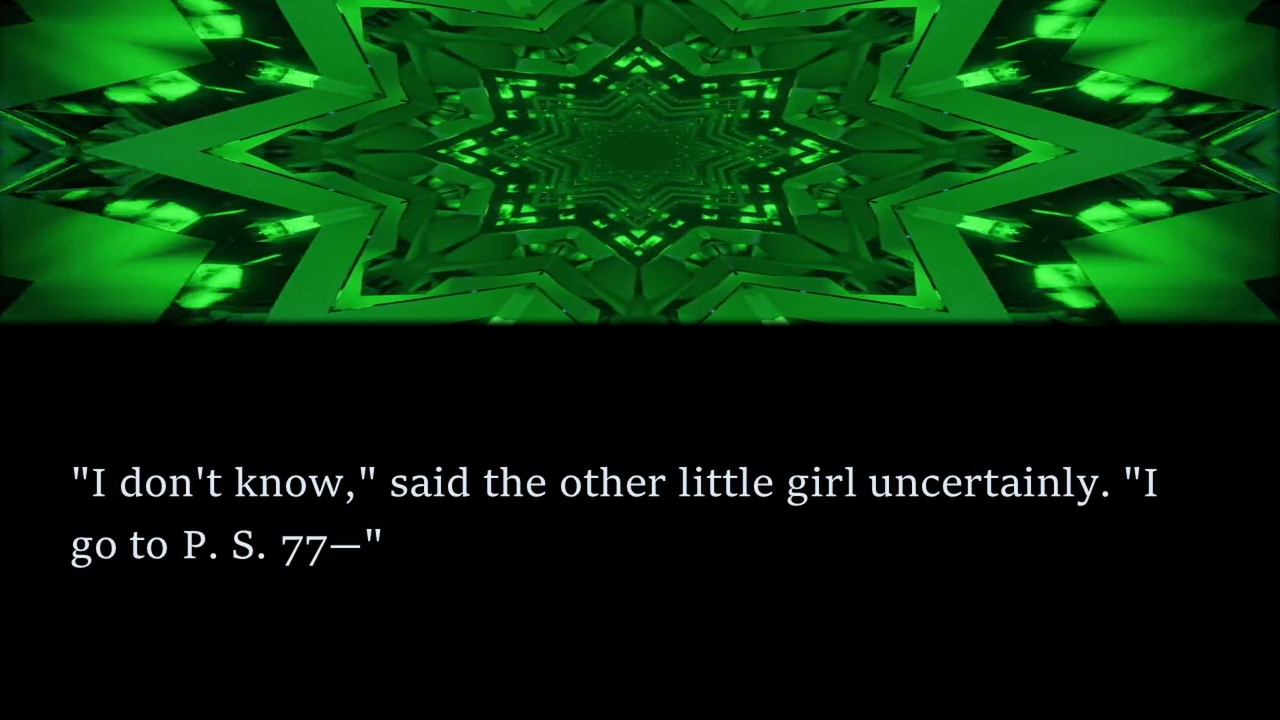 "I don't know," said the other little girl uncertainly. "I
go to P. S. 77—"